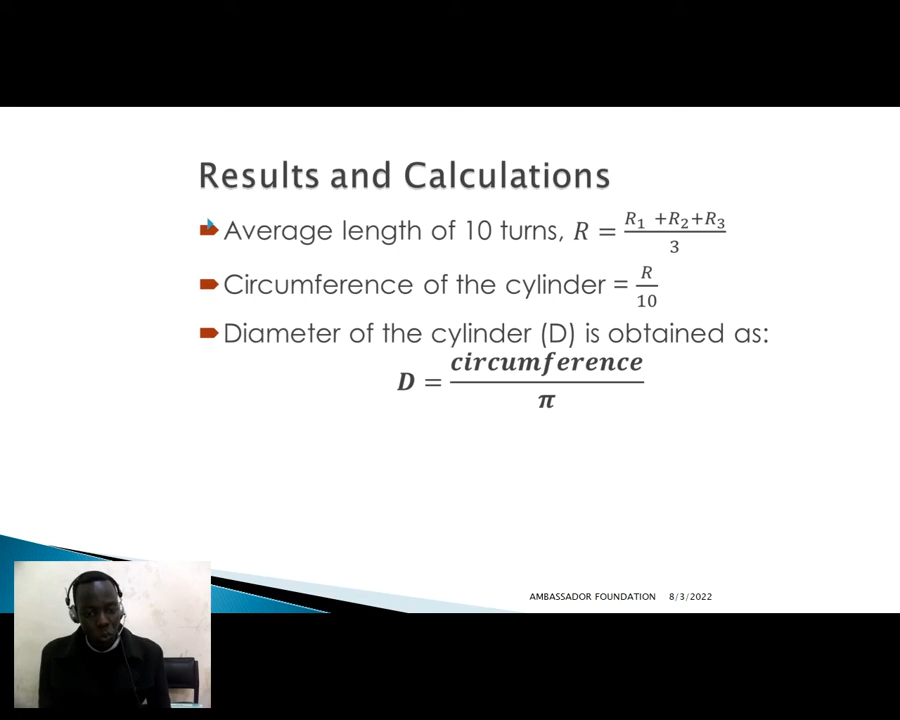 Results and Calculations
Average length of 10 turns, R = (R₁ +R₂+R₃)/3
Circumference of the cylinder = R/10
Diameter of the cylinder (D) is obtained as:
D = circumference/π
AMBASSADOR FOUNDATION 8/3/2022